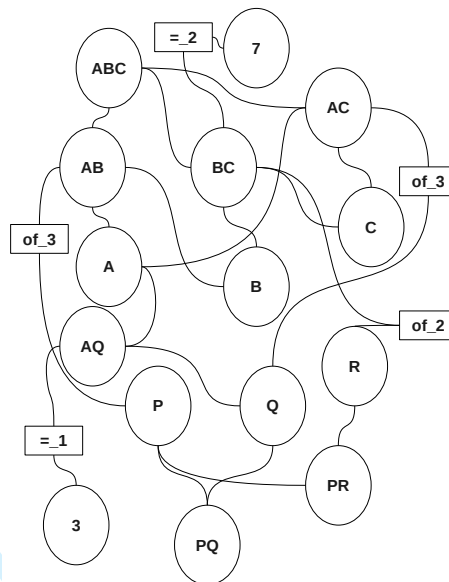 =_2
7
ABC
AC
AB
BC
of_3
C
of_3
A
B
of_2
AQ
R
P
Q
=_1
PR
3
PQ